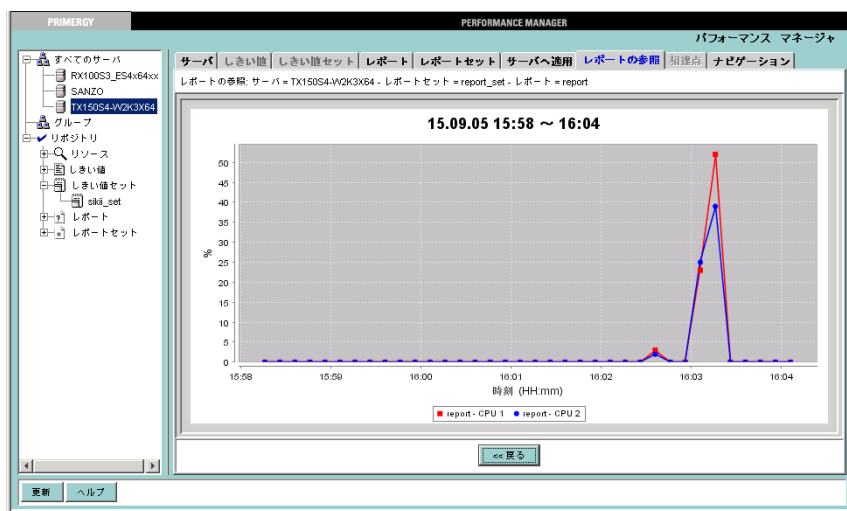 PRIMERGY
PERFORMANCE MANAGER
パフォーマンス マネージャ
すべてのサーバ
RX100S3_ES4x64xx
SANZO
TX150S4-W2K3X64
グループ
リポジトリ
リソース
しきい値
しきい値セット
sikii_set
レポート
レポートセット
サーバ しきい値 しきい値セット レポート レポートセット サーバへ適用 レポートの参照 相違点 ナビゲーション
レポートの参照: サーバ = TX150S4-W2K3X64 - レポートセット = report_set - レポート = report
15.09.05 15:58 ～ 16:04
50
45
40
35
30
25
20
15
10
5
0
%
15:58 15:59 16:00 16:01 16:02 16:03 16:04
時刻 (HH:mm)
report - CPU 1 report - CPU 2
<< 戻る
更新 ヘルプ